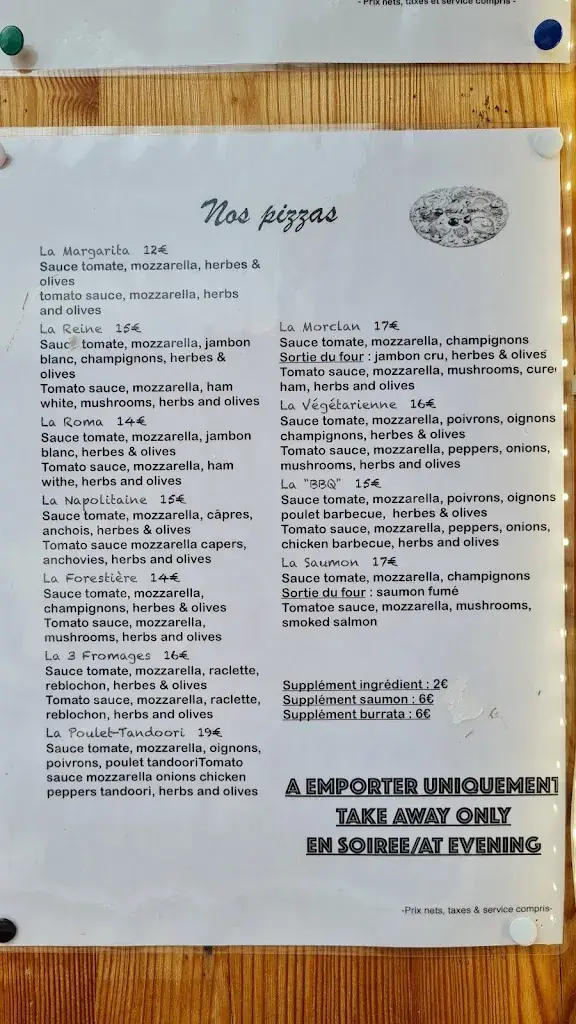 - Prix nets, taxes et service compris -
Nos pizzas
La Margarita 12€
Sauce tomate, mozzarella, herbes &
olives
tomato sauce, mozzarella, herbs
and olives
La Reine 15€
Sauce tomate, mozzarella, jambon
blanc, champignons, herbes &
olives
Tomato sauce, mozzarella, ham
white, mushrooms, herbs and olives
La Roma 14€
Sauce tomate, mozzarella, jambon
blanc, herbes & olives
Tomato sauce, mozzarella, ham
withe, herbs and olives
La Napolitaine 15€
Sauce tomate, mozzarella, câpres,
anchois, herbes & olives
Tomato sauce mozzarella capers,
anchovies, herbs and olives
La Forestière 14€
Sauce tomate, mozzarella,
champignons, herbes & olives
Tomato sauce, mozzarella,
mushrooms, herbs and olives
La 3 Fromages 16€
Sauce tomate, mozzarella, raclette,
reblochon, herbes & olives
Tomato sauce, mozzarella, raclette,
reblochon, herbs and olives
La Poulet-Tandoori 19€
Sauce tomate, mozzarella, oignons,
poivrons, poulet tandooriTomato
sauce mozzarella onions chicken
peppers tandoori, herbs and olives
La Morclan 17€
Sauce tomate, mozzarella, champignons
Sortie du four : jambon cru, herbes & olives
Tomato sauce, mozzarella, mushrooms, cure
ham, herbs and olives
La Végétarienne 16€
Sauce tomate, mozzarella, poivrons, oignons
champignons, herbes & olives
Tomato sauce, mozzarella, peppers, onions,
mushrooms, herbs and olives
La "BBQ" 15€
Sauce tomate, mozzarella, poivrons, oignons
poulet barbecue, herbes & olives
Tomato sauce, mozzarella, peppers, onions,
chicken barbecue, herbs and olives
La Saumon 17€
Sauce tomate, mozzarella, champignons
Sortie du four : saumon fumé
Tomatoe sauce, mozzarella, mushrooms,
smoked salmon
Supplément ingrédient : 2€
Supplément saumon : 6€
Supplément burrata : 6€
A EMPORTER UNIQUEMENT
TAKE AWAY ONLY
EN SOIREE/AT EVENING
-Prix nets, taxes & service compris-